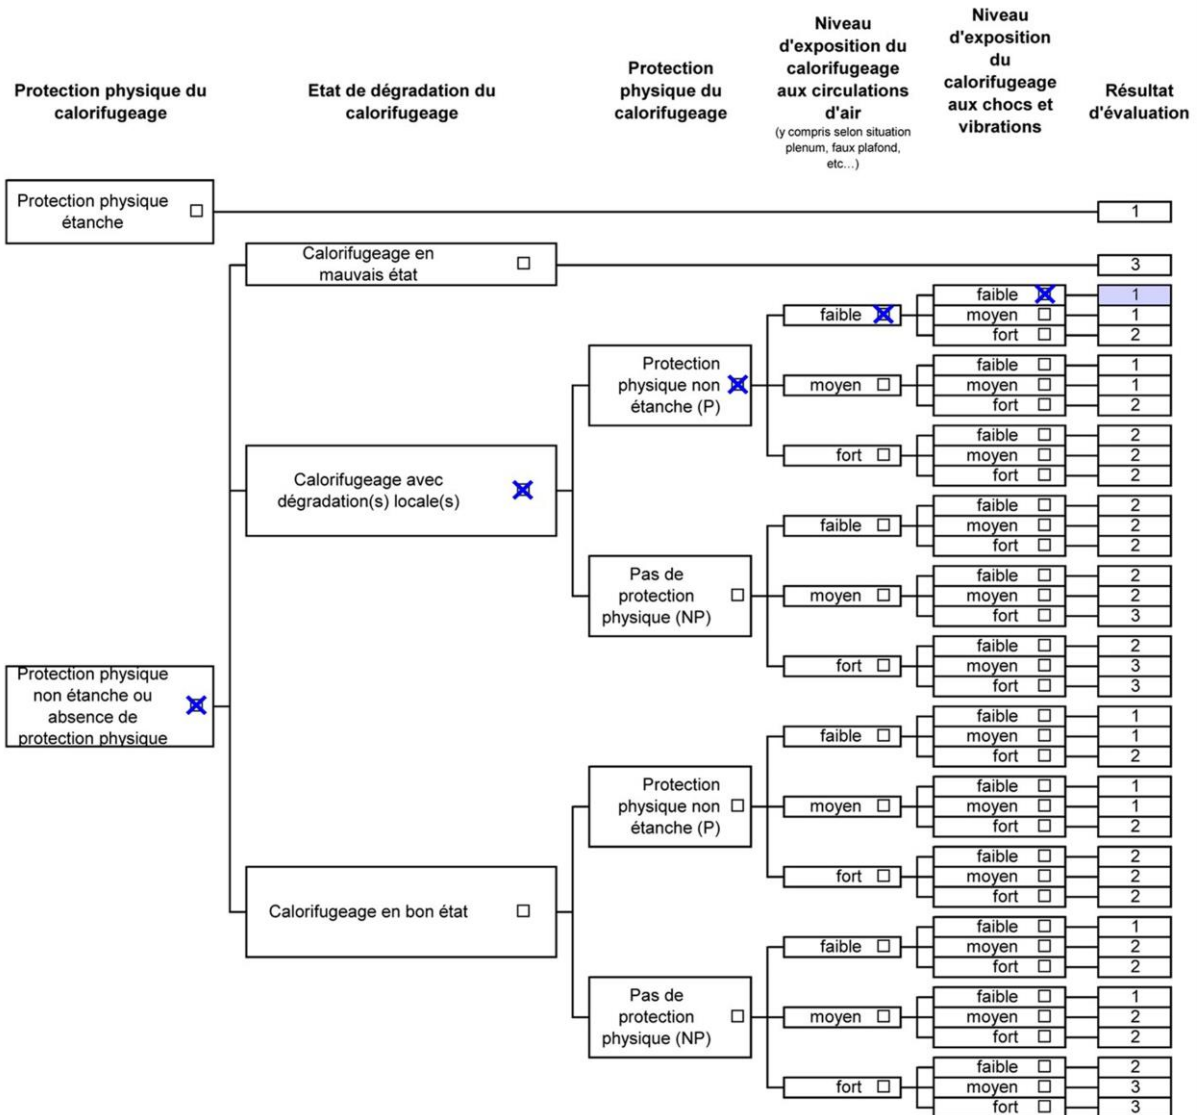 Protection physique du
calorifugeage
Etat de dégradation du
calorifugeage
Protection
physique du
calorifugeage
Niveau
d'exposition du
calorifugeage
aux circulations
d'air
(y compris selon situation
plenum, faux plafond,
etc…)
Niveau
d'exposition
du
calorifugeage
aux chocs et
vibrations
Résultat
d'évaluation
Protection physique
étanche
1
Calorifugeage en
mauvais état
3
Protection physique
non étanche ou
absence de
protection physique
Calorifugeage avec
dégradation(s) locale(s)
Protection
physique non
étanche (P)
faible
faible 1
moyen 1
fort 2
moyen
faible 1
moyen 1
fort 2
fort
faible 2
moyen 2
fort 2
Pas de
protection
physique (NP)
faible
faible 2
moyen 2
fort 2
moyen
faible 2
moyen 2
fort 3
fort
faible 2
moyen 3
fort 3
Calorifugeage en bon état
Protection
physique non
étanche (P)
faible
faible 1
moyen 1
fort 2
moyen
faible 1
moyen 1
fort 2
fort
faible 2
moyen 2
fort 2
Pas de
protection
physique (NP)
faible
faible 1
moyen 2
fort 2
moyen
faible 1
moyen 2
fort 2
fort
faible 2
moyen 3
fort 3